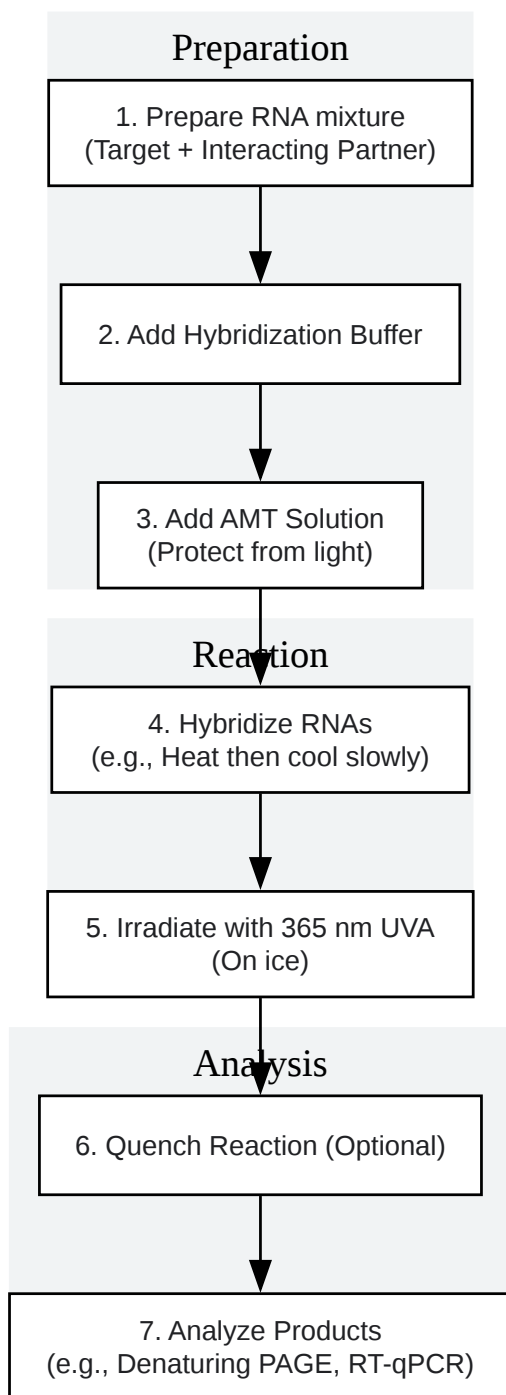 Preparation
1. Prepare RNA mixture
(Target + Interacting Partner)
2. Add Hybridization Buffer
3. Add AMT Solution
(Protect from light)
Reaction
4. Hybridize RNAs
(e.g., Heat then cool slowly)
5. Irradiate with 365 nm UVA
(On ice)
Analysis
6. Quench Reaction (Optional)
7. Analyze Products
(e.g., Denaturing PAGE, RT-qPCR)